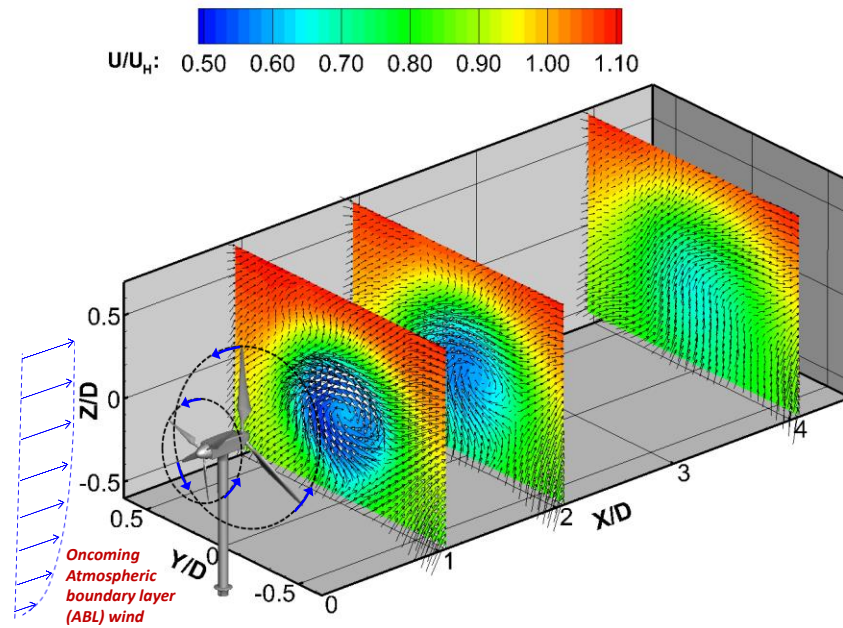 U/U_H: 0.50 0.60 0.70 0.80 0.90 1.00 1.10
0.5
Z/D
0
-0.5
0.5
Y/D
0
-0.5
0
1
2
X/D
3
4
Oncoming
Atmospheric
boundary layer
(ABL) wind